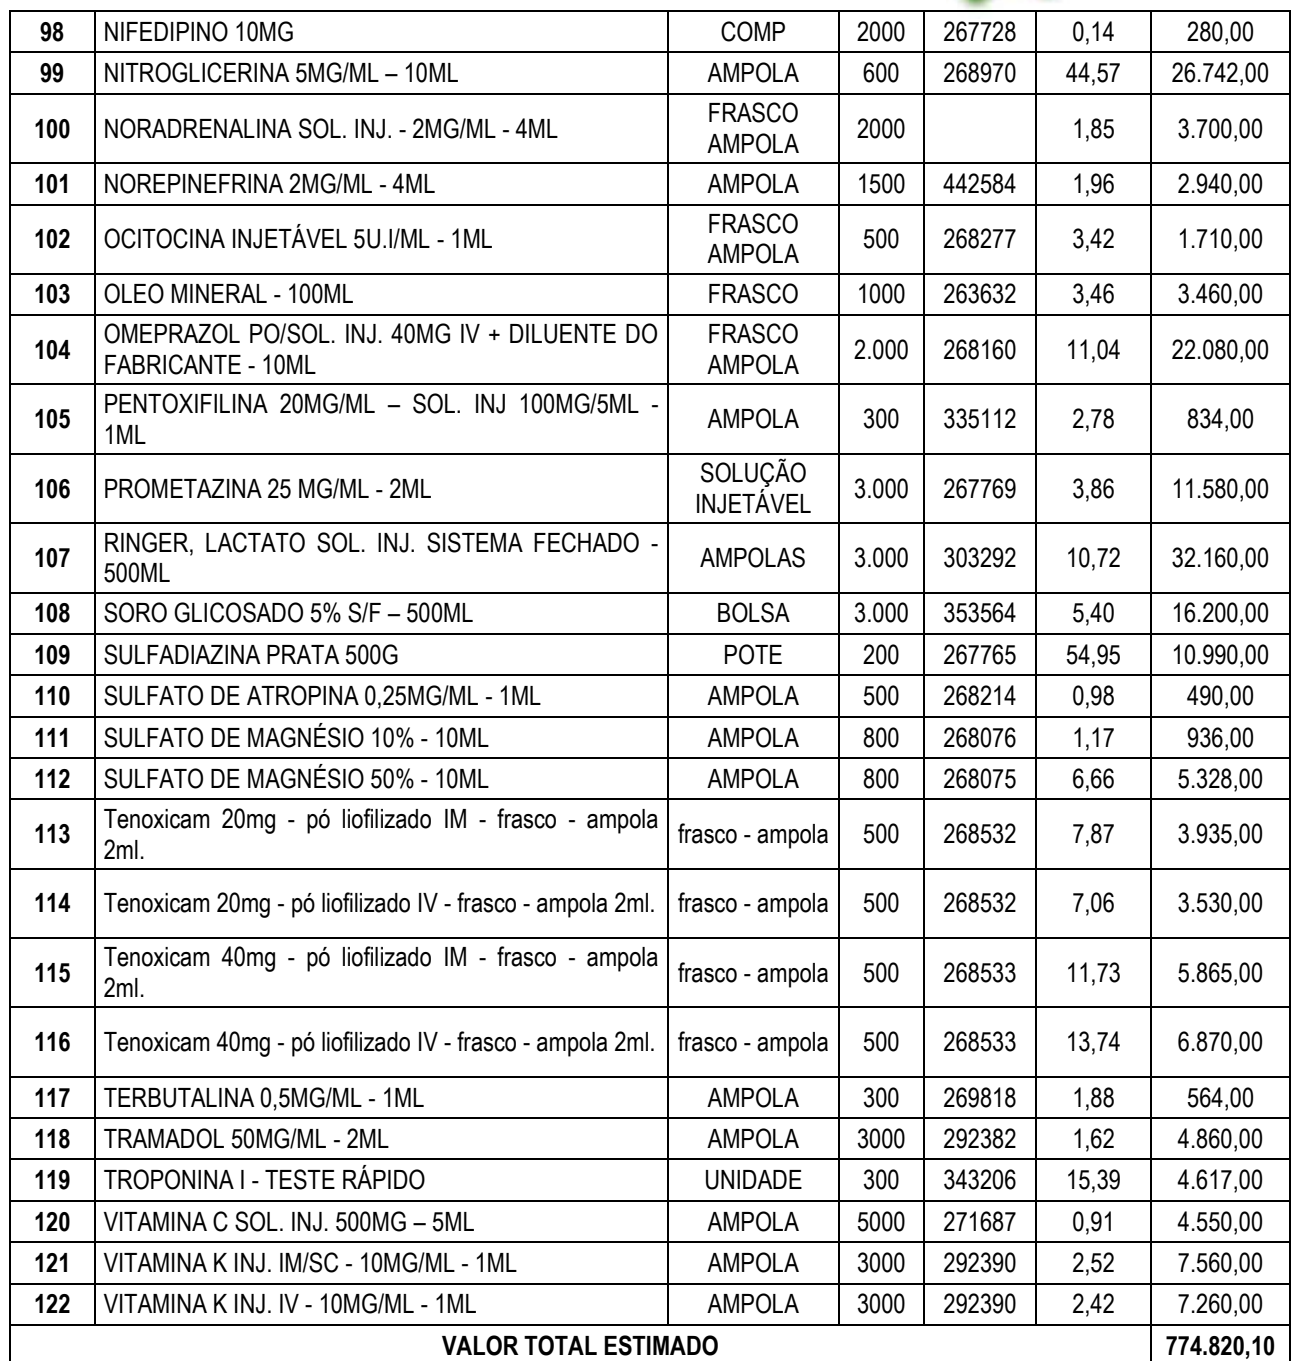 98 NIFEDIPINO 10MG COMP 2000 267728 0,14 280,00
99 NITROGLICERINA 5MG/ML – 10ML AMPOLA 600 268970 44,57 26.742,00
100 NORADRENALINA SOL. INJ. - 2MG/ML - 4ML FRASCO AMPOLA 2000 1,85 3.700,00
101 NOREPINEFRINA 2MG/ML - 4ML AMPOLA 1500 442584 1,96 2.940,00
102 OCITOCINA INJETÁVEL 5U.I/ML - 1ML FRASCO AMPOLA 500 268277 3,42 1.710,00
103 OLEO MINERAL - 100ML FRASCO 1000 263632 3,46 3.460,00
104 OMEPRAZOL PO/SOL. INJ. 40MG IV + DILUENTE DO
FABRICANTE - 10ML FRASCO AMPOLA 2.000 268160 11,04 22.080,00
105 PENTOXIFILINA 20MG/ML – SOL. INJ 100MG/5ML -
1ML AMPOLA 300 335112 2,78 834,00
106 PROMETAZINA 25 MG/ML - 2ML SOLUÇÃO INJETÁVEL 3.000 267769 3,86 11.580,00
107 RINGER, LACTATO SOL. INJ. SISTEMA FECHADO -
500ML AMPOLAS 3.000 303292 10,72 32.160,00
108 SORO GLICOSADO 5% S/F – 500ML BOLSA 3.000 353564 5,40 16.200,00
109 SULFADIAZINA PRATA 500G POTE 200 267765 54,95 10.990,00
110 SULFATO DE ATROPINA 0,25MG/ML - 1ML AMPOLA 500 268214 0,98 490,00
111 SULFATO DE MAGNÉSIO 10% - 10ML AMPOLA 800 268076 1,17 936,00
112 SULFATO DE MAGNÉSIO 50% - 10ML AMPOLA 800 268075 6,66 5.328,00
113 Tenoxicam 20mg - pó liofilizado IM - frasco - ampola
2ml. frasco - ampola 500 268532 7,87 3.935,00
114 Tenoxicam 20mg - pó liofilizado IV - frasco - ampola 2ml. frasco - ampola 500 268532 7,06 3.530,00
115 Tenoxicam 40mg - pó liofilizado IM - frasco - ampola
2ml. frasco - ampola 500 268533 11,73 5.865,00
116 Tenoxicam 40mg - pó liofilizado IV - frasco - ampola 2ml. frasco - ampola 500 268533 13,74 6.870,00
117 TERBUTALINA 0,5MG/ML - 1ML AMPOLA 300 269818 1,88 564,00
118 TRAMADOL 50MG/ML - 2ML AMPOLA 3000 292382 1,62 4.860,00
119 TROPONINA I - TESTE RÁPIDO UNIDADE 300 343206 15,39 4.617,00
120 VITAMINA C SOL. INJ. 500MG – 5ML AMPOLA 5000 271687 0,91 4.550,00
121 VITAMINA K INJ. IM/SC - 10MG/ML - 1ML AMPOLA 3000 292390 2,52 7.560,00
122 VITAMINA K INJ. IV - 10MG/ML - 1ML AMPOLA 3000 292390 2,42 7.260,00
VALOR TOTAL ESTIMADO 774.820,10